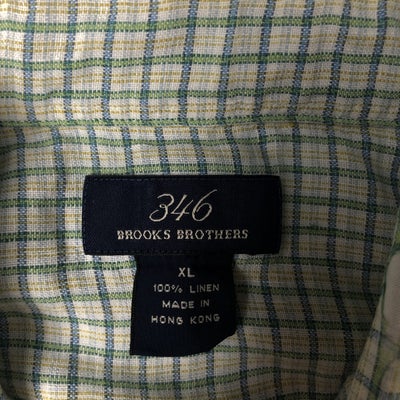 346
BROOKS BROTHERS
XL
100% LINEN
MADE IN
HONG KONG